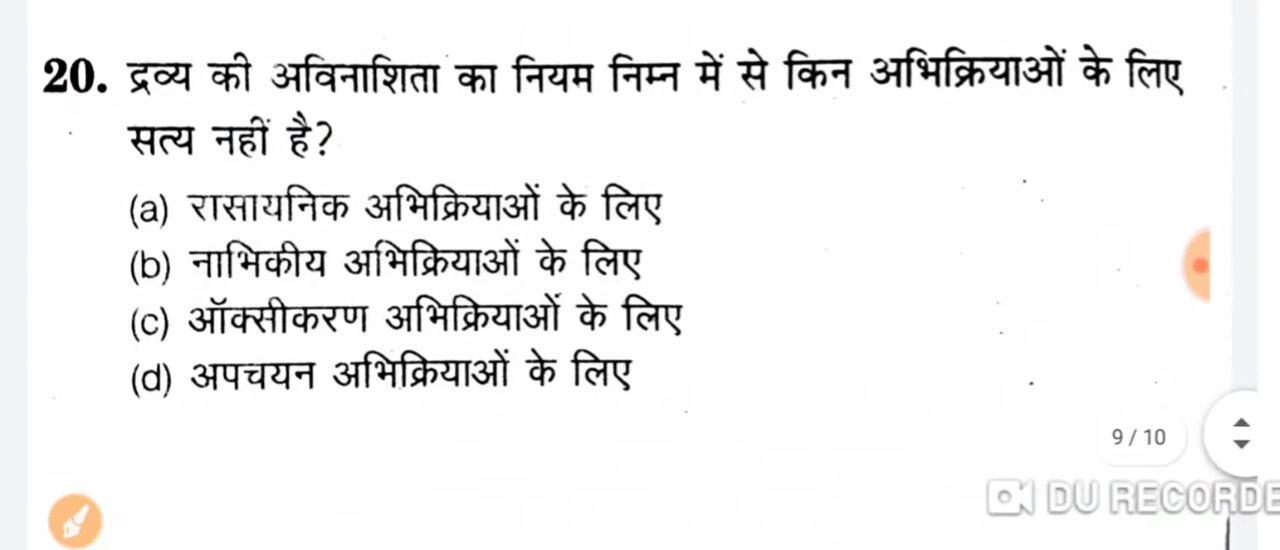 20. द्रव्य की अविनाशिता का नियम निम्न में से किन अभिक्रियाओं के लिए
सत्य नहीं है?
(a) रासायनिक अभिक्रियाओं के लिए
(b) नाभिकीय अभिक्रियाओं के लिए
(c) ऑक्सीकरण अभिक्रियाओं के लिए
(d) अपचयन अभिक्रियाओं के लिए
9 / 10
DU RECORDE